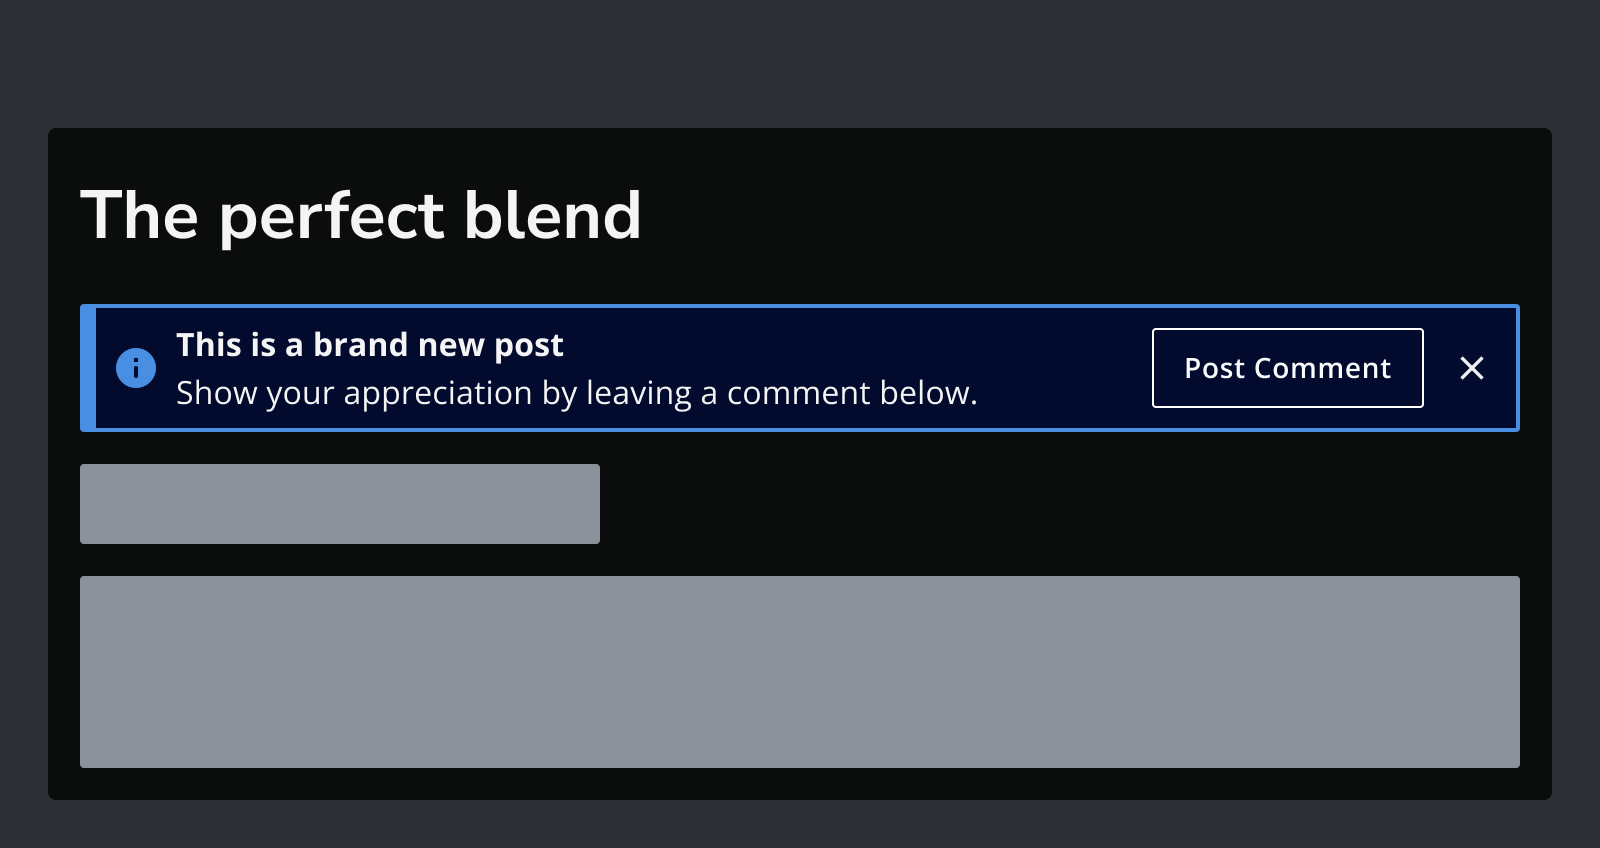 The perfect blend
This is a brand new post
Show your appreciation by leaving a comment below.
Post Comment